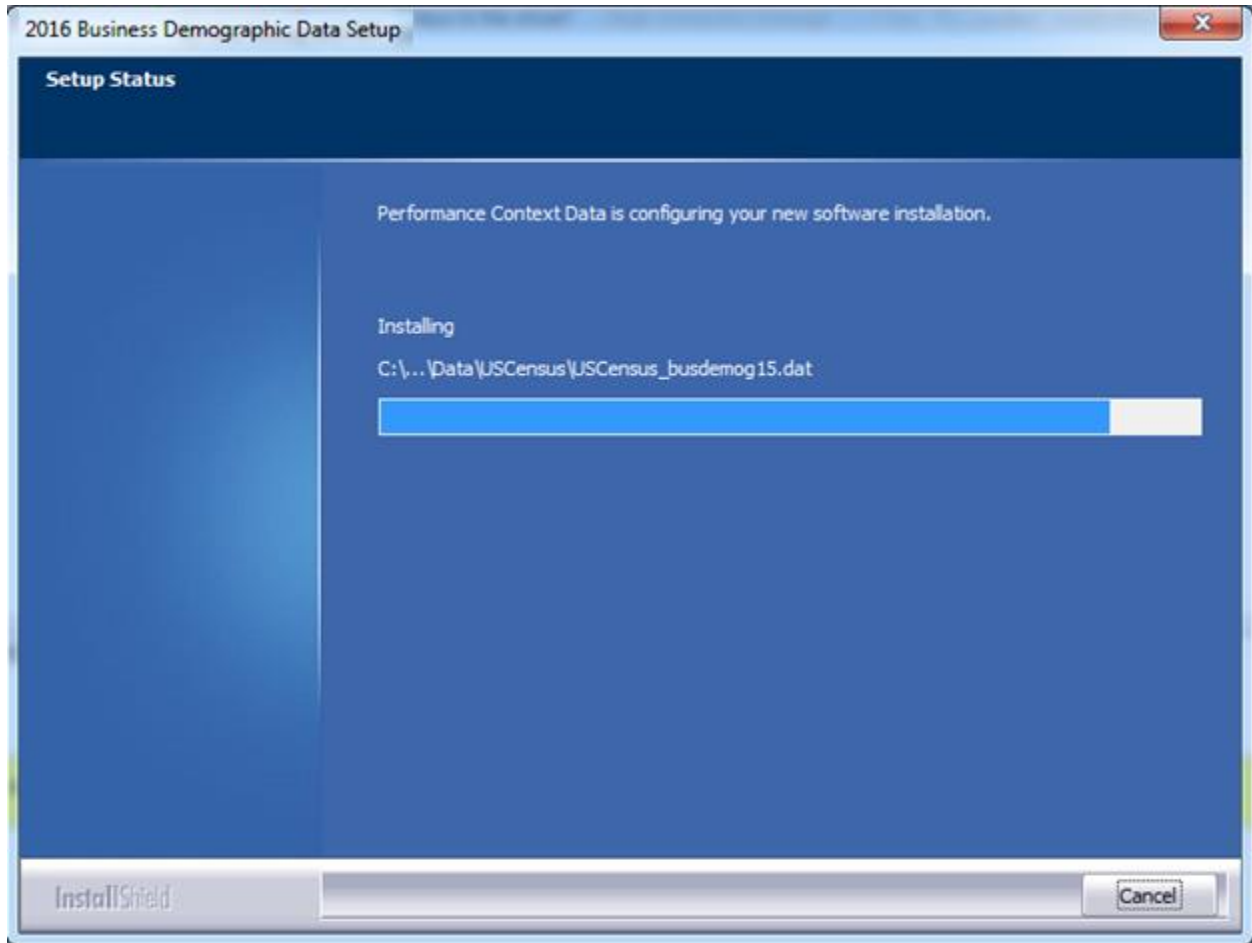 2016 Business Demographic Data Setup
Setup Status
Performance Context Data is configuring your new software installation.
Installing
C:\...\Data\USCensus\USCensus_busdemog15.dat
InstallShield
Cancel